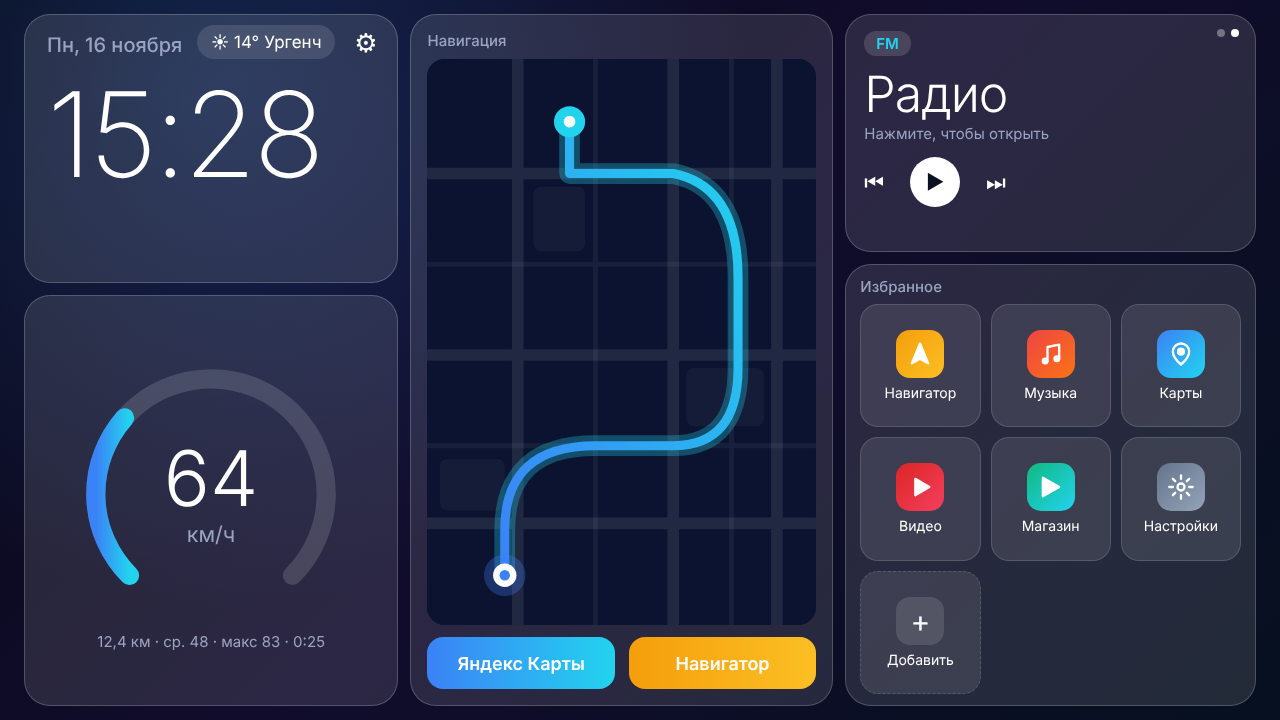 Пн, 16 ноября
☀ 14° Ургенч
15:28
64
км/ч
12,4 км · ср. 48 · макс 83 · 0:25
Навигация
Яндекс Карты
Навигатор
FM
Радио
Нажмите, чтобы открыть
Избранное
Навигатор
Музыка
Карты
Видео
Магазин
Настройки
+
Добавить